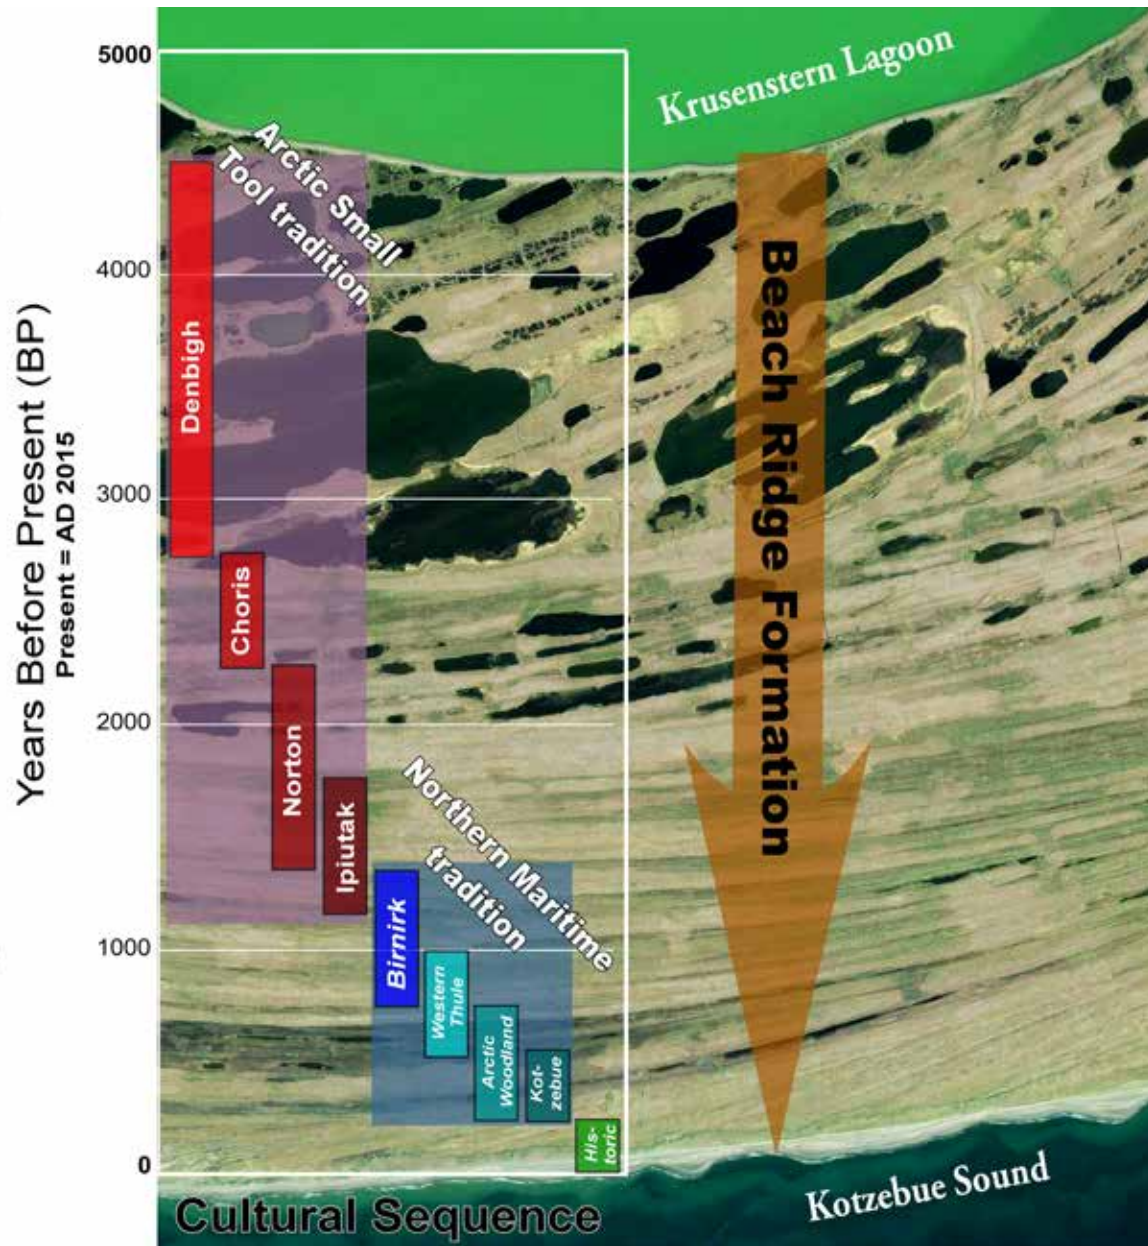 Krusenstern Lagoon
5000
4000
3000
2000
1000
0
Years Before Present (BP)
Present = AD 2015
Arctic Small
Tool tradition
Denbigh
Choris
Norton
Ipiutak
Northern Maritime
tradition
Birnirk
Western
Thule
Arctic
Woodland
Kot-
zebue
His-
toric
Beach Ridge Formation
Kotzebue Sound
Cultural Sequence